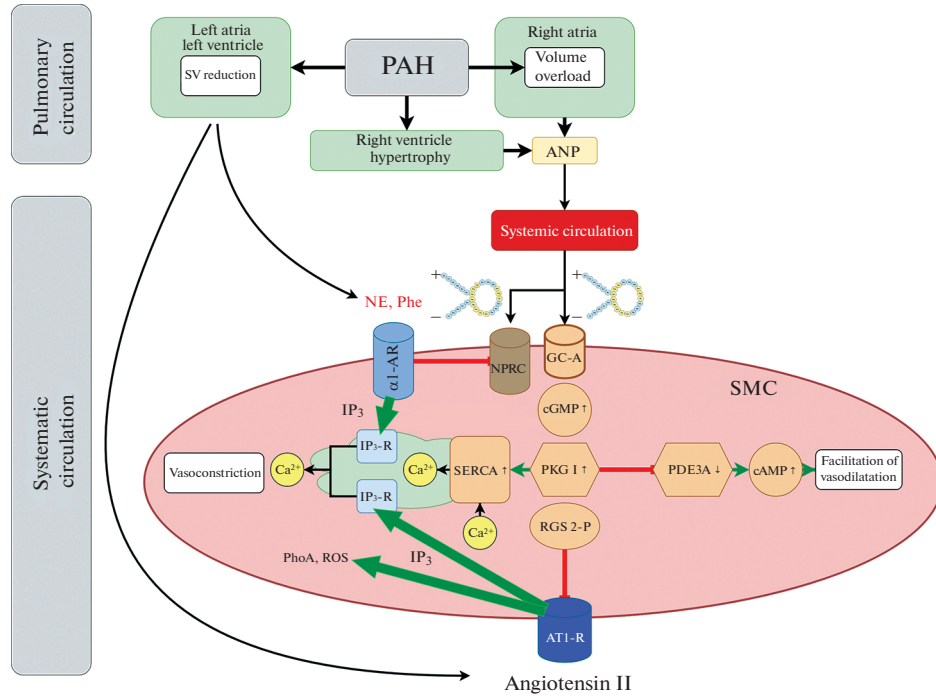 Pulmonary
circulation
Left atria
left ventricle
SV reduction
PAH
Right atria
Volume
overload
Right ventricle
hypertrophy
ANP
Systematic
circulation
Systemic circulation
+
−
+
−
NE, Phe
α1-AR
NPRC
GC-A
SMC
IP₃
cGMP ↑
IP₃-R
Vasoconstriction
Ca²⁺
Ca²⁺
SERCA ↑
PKG I ↑
PDE3A ↓
cAMP ↑
Facilitation of
vasodilatation
IP₃-R
Ca²⁺
RGS 2-P
PhoA, ROS
IP₃
AT1-R
Angiotensin II